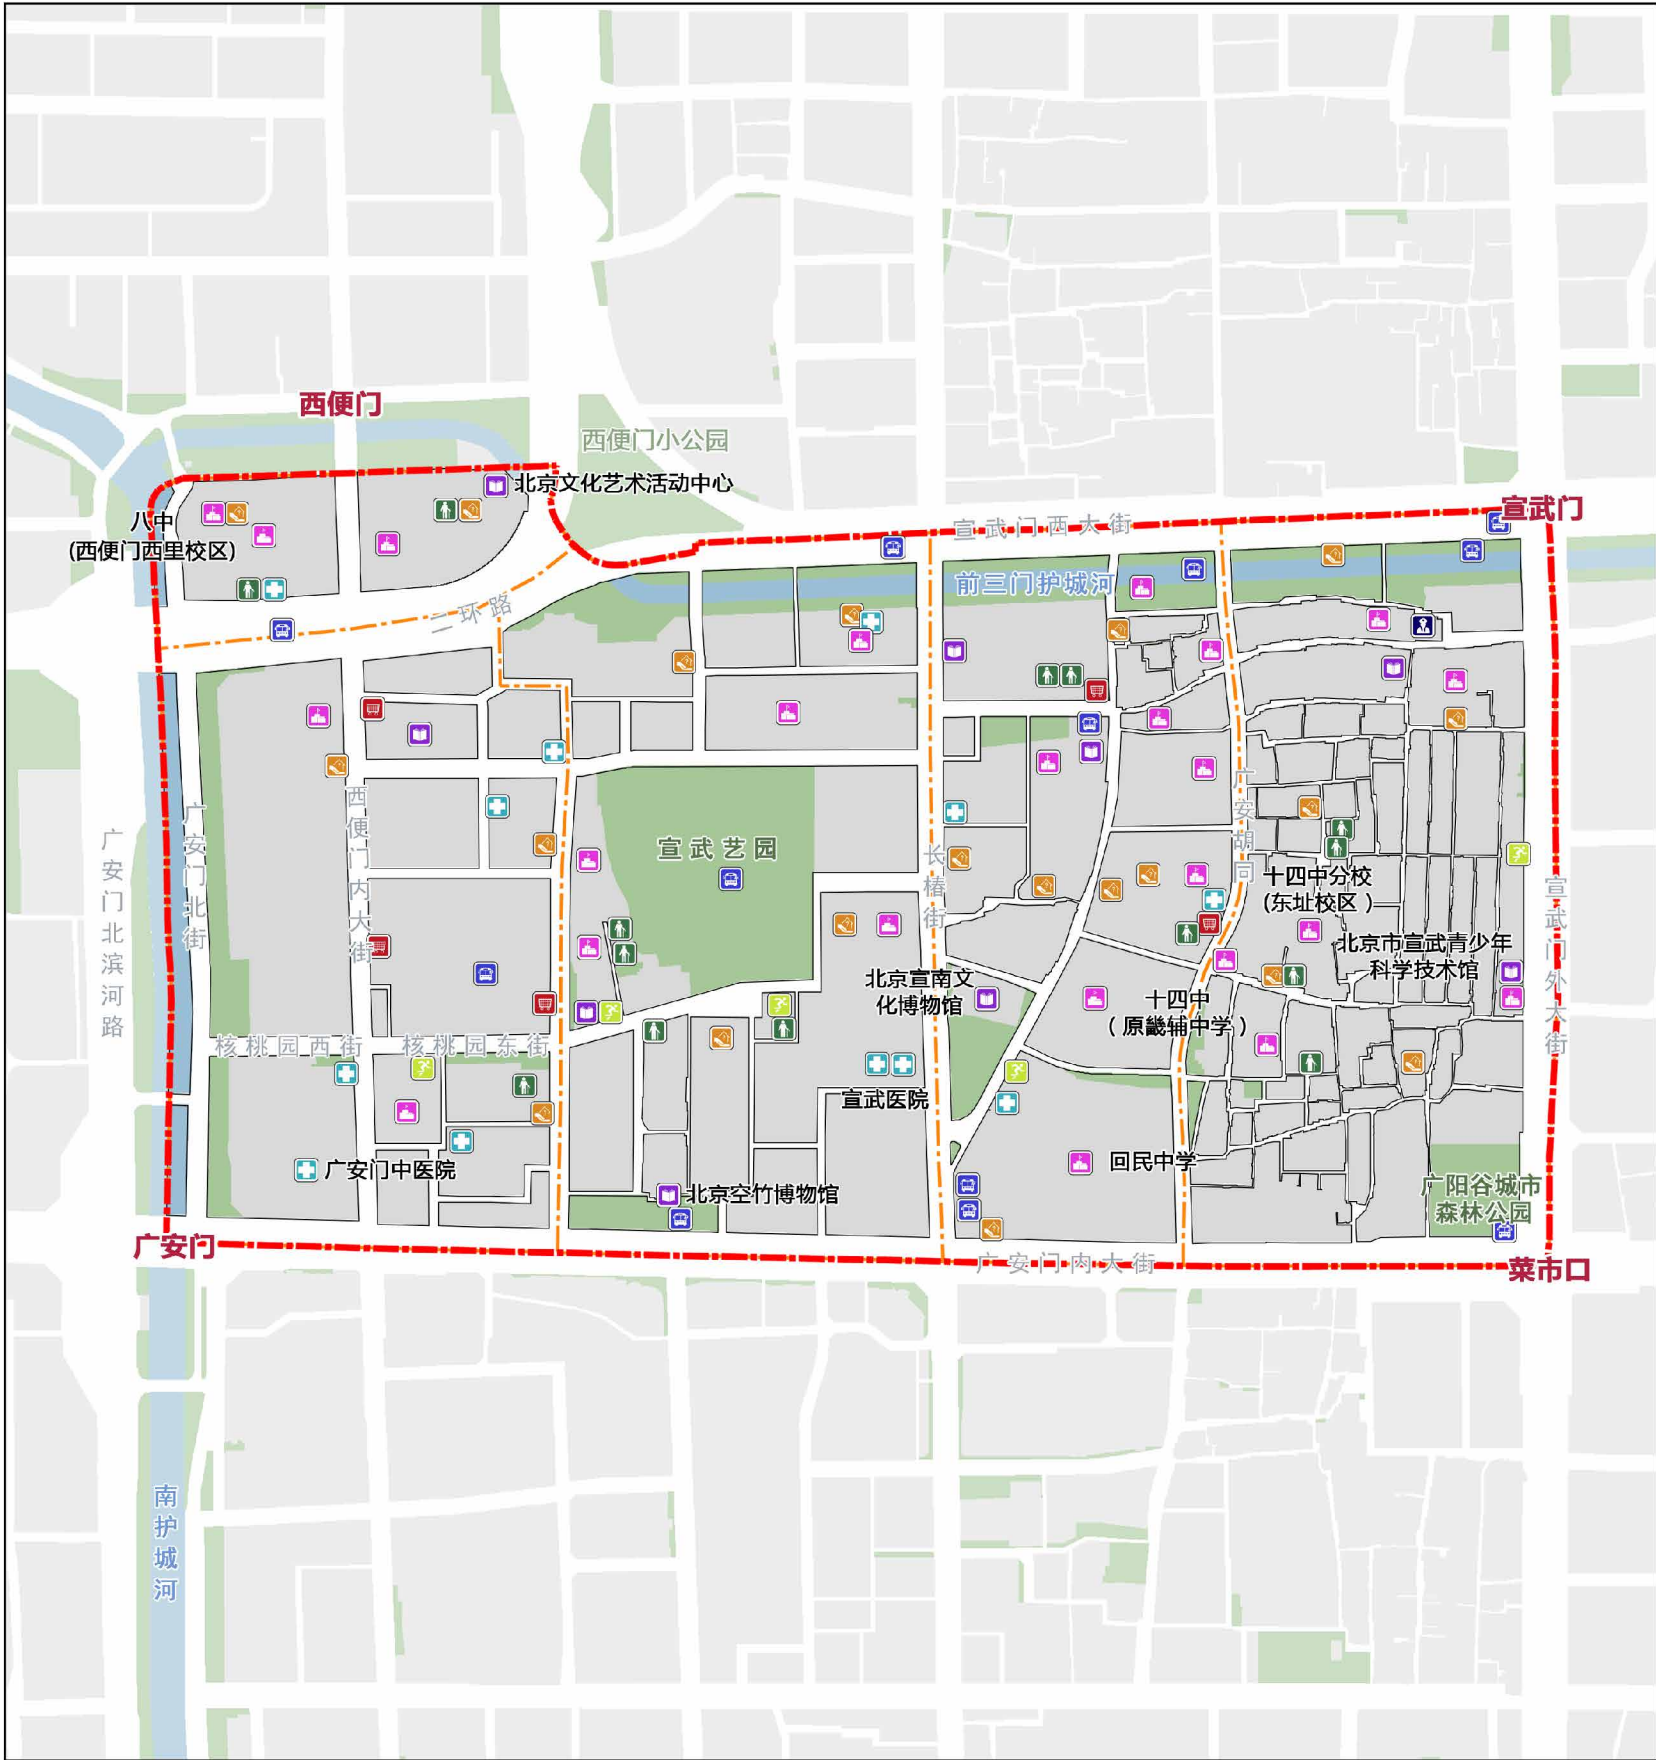 西便门
西便门小公园
北京文化艺术活动中心
八中
(西便门西里校区)
宣武门
宣武门西大街
前三门护城河
二环路
广安门北滨河路
广安门北街
西便门内大街
宣武艺园
长椿街
广安胡同
十四中分校
(东址校区)
宣武门外大街
北京市宣武青少年
科学技术馆
北京宣南文
化博物馆
十四中
(原畿辅中学)
核桃园西街
核桃园东街
宣武医院
广安门中医院
回民中学
北京空竹博物馆
广阳谷城市
森林公园
广安门
广安门内大街
菜市口
南护城河